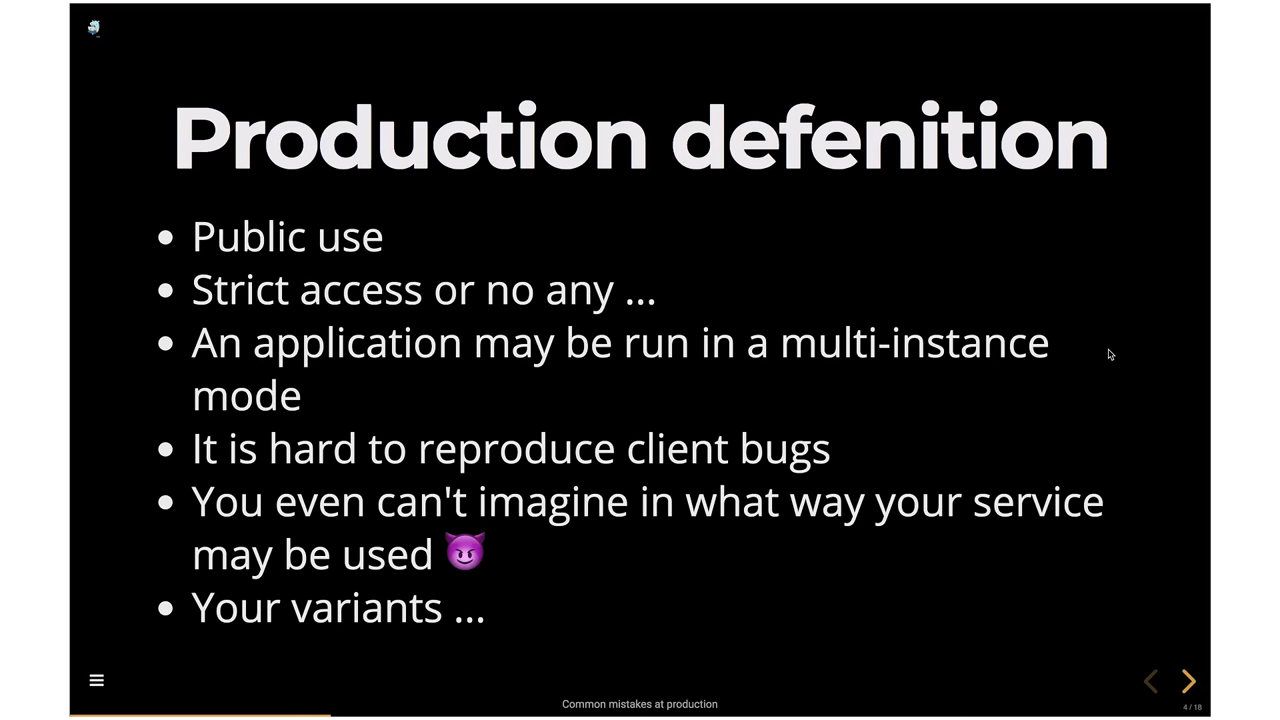 Production defenition
Public use
Strict access or no any ...
An application may be run in a multi-instance
mode
It is hard to reproduce client bugs
You even can't imagine in what way your service
may be used 😈
Your variants ...
Common mistakes at production
4 / 18